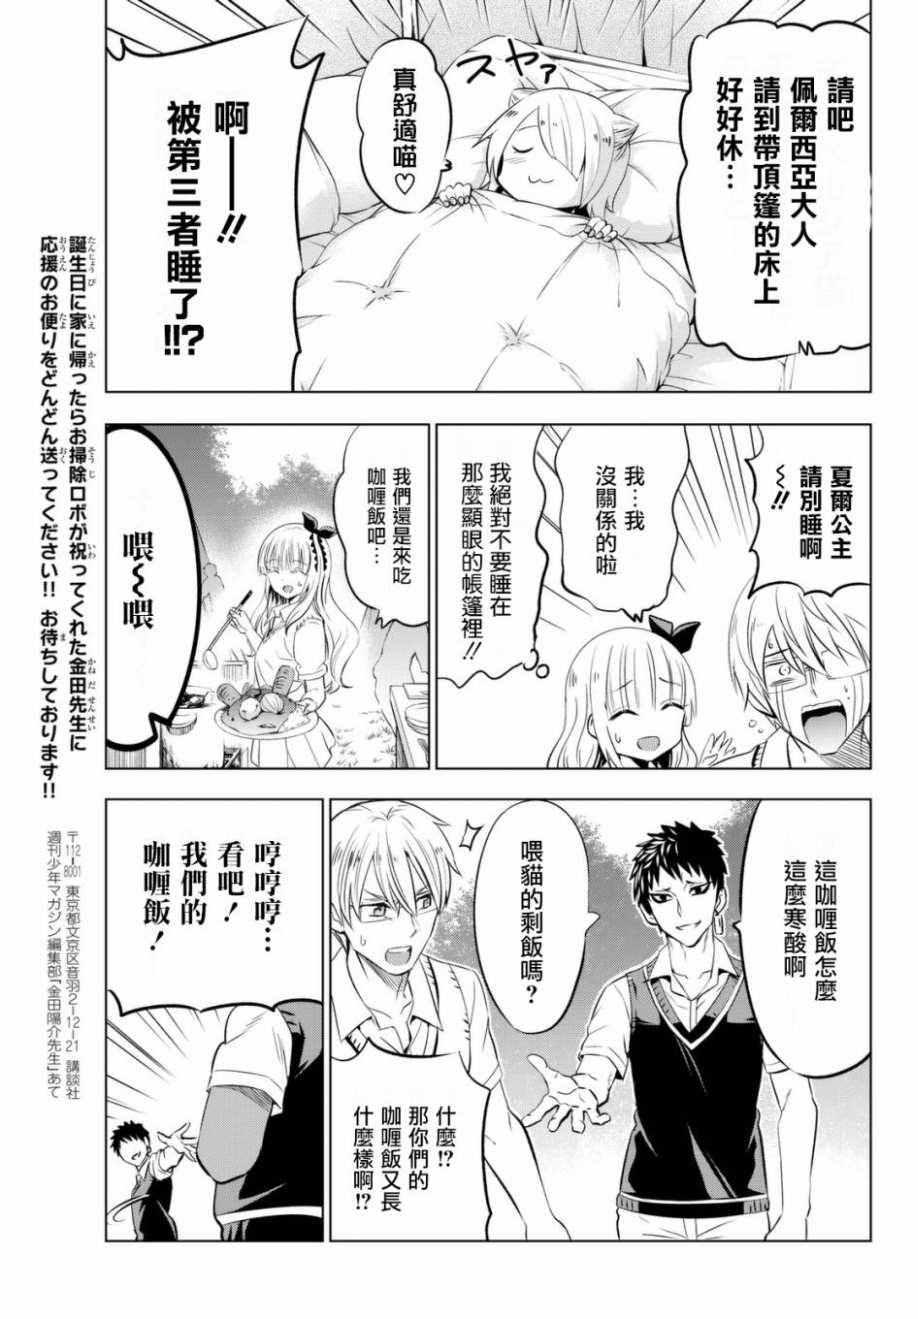 請吧
佩爾西亞大人
請到帶頂篷的床上
好好休…
スヤァ
真舒適喵♡
啊——!!
被第三者睡了!!?
夏爾公主
請別睡啊
～!!
我…我
沒關係的啦
我絕對不要睡在
那麼顯眼的帳篷裡!!
我們還是來吃
咖喱飯吧…
喂～喂
這咖喱飯怎麼
這麼寒酸啊
喂貓的剩飯嗎?
什麼!?
那你們的
咖喱飯又長
什麼樣啊!?
哼哼哼…
看吧!
我們的
咖喱飯!
誕生日に家に帰ったらお掃除ロボが祝ってくれた金田先生に
応援のお便りをどんどん送ってください!! お待ちしております!!
〒112-8001 東京都文京区音羽2-12-21 講談社
週刊少年マガジン編集部「金田陽介先生」あて